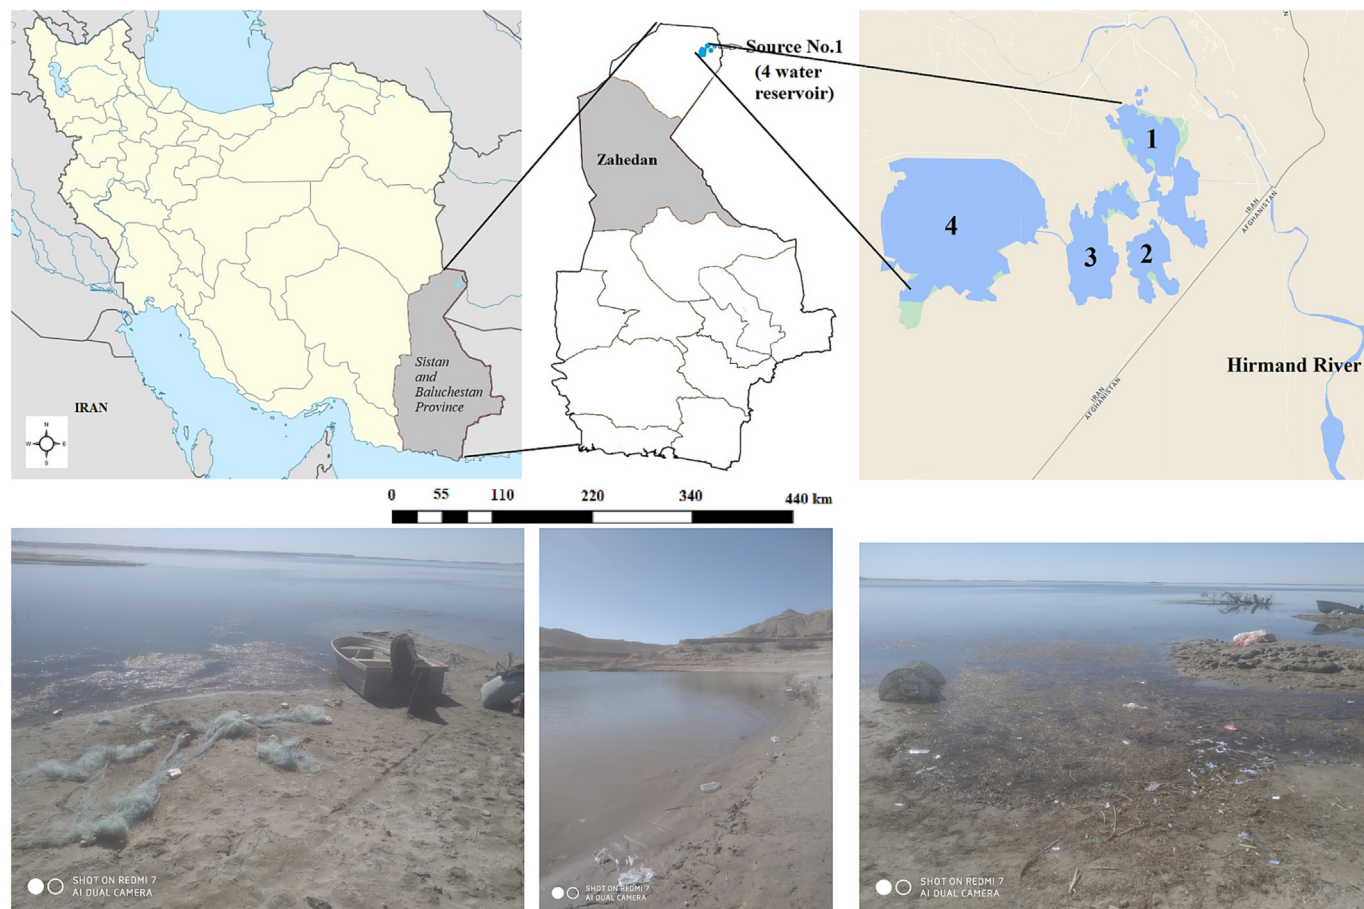 Source No.1
(4 water
reservoir)
Zahedan
Sistan
and
Baluchestan
Province
IRAN
N
W
E
S
1
2
3
4
IRAN
AFGHANISTAN
IRAN
AFGHANISTAN
Hirmand River
0 55 110 220 340 440 km
SHOT ON REDMI 7
AI DUAL CAMERA
SHOT ON REDMI 7
AI DUAL CAMERA
SHOT ON REDMI 7
AI DUAL CAMERA